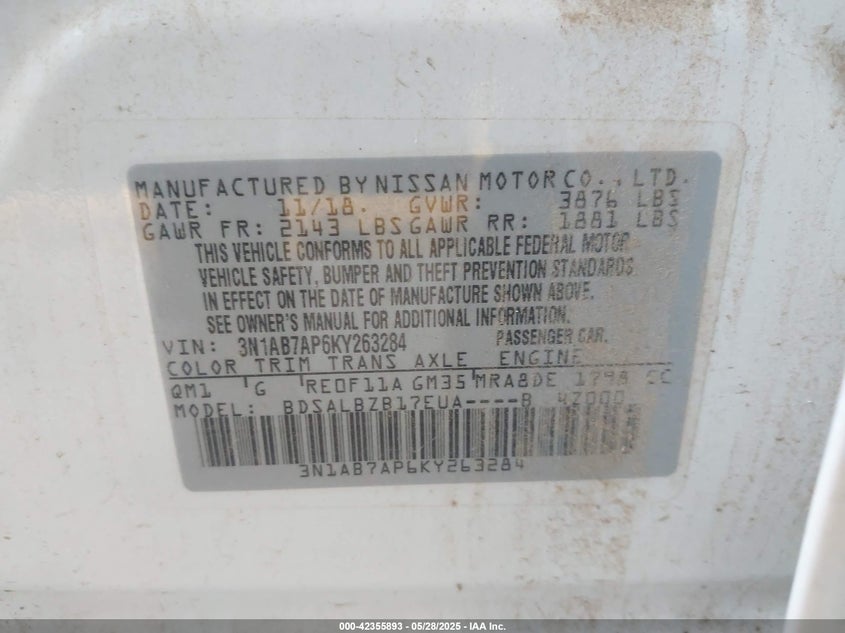 MANUFACTURED BY NISSAN MOTOR CO., LTD.
DATE: 11/18. GVWR: 3876 LBS
GAWR FR: 2143 LBS GAWR RR: 1881 LBS
THIS VEHICLE CONFORMS TO ALL APPLICABLE FEDERAL MOTOR
VEHICLE SAFETY, BUMPER AND THEFT PREVENTION STANDARDS
IN EFFECT ON THE DATE OF MANUFACTURE SHOWN ABOVE.
SEE OWNER'S MANUAL FOR ADDITIONAL INFORMATION.
VIN: 3N1AB7AP6KY263284 PASSENGER CAR.
COLOR TRIM TRANS AXLE ENGINE
QM1 G RE0F11A GM35 MRA8DE 1798 CC
MODEL: BDSALBZB17EUA----B 4Z000
3N1AB7AP6KY263284
000-42355893 - 05/28/2025 - IAA Inc.